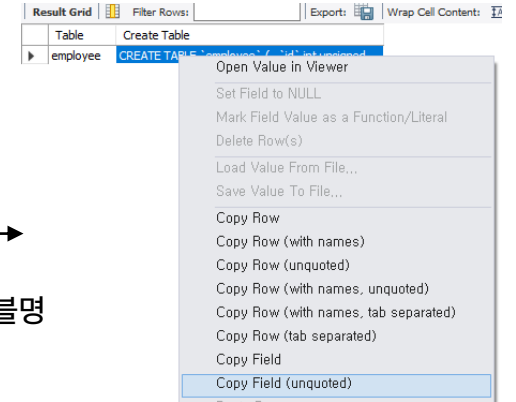 Result Grid Filter Rows: Export: Wrap Cell Content:
Table Create Table
employee CREATE TABLE `employee` ( `id` int unsigned
Open Value in Viewer
Set Field to NULL
Mark Field Value as a Function/Literal
Delete Row(s)
Load Value From File...
Save Value To File...
Copy Row
Copy Row (with names)
Copy Row (unquoted)
Copy Row (with names, unquoted)
Copy Row (with names, tab separated)
블명
Copy Row (tab separated)
Copy Field
Copy Field (unquoted)